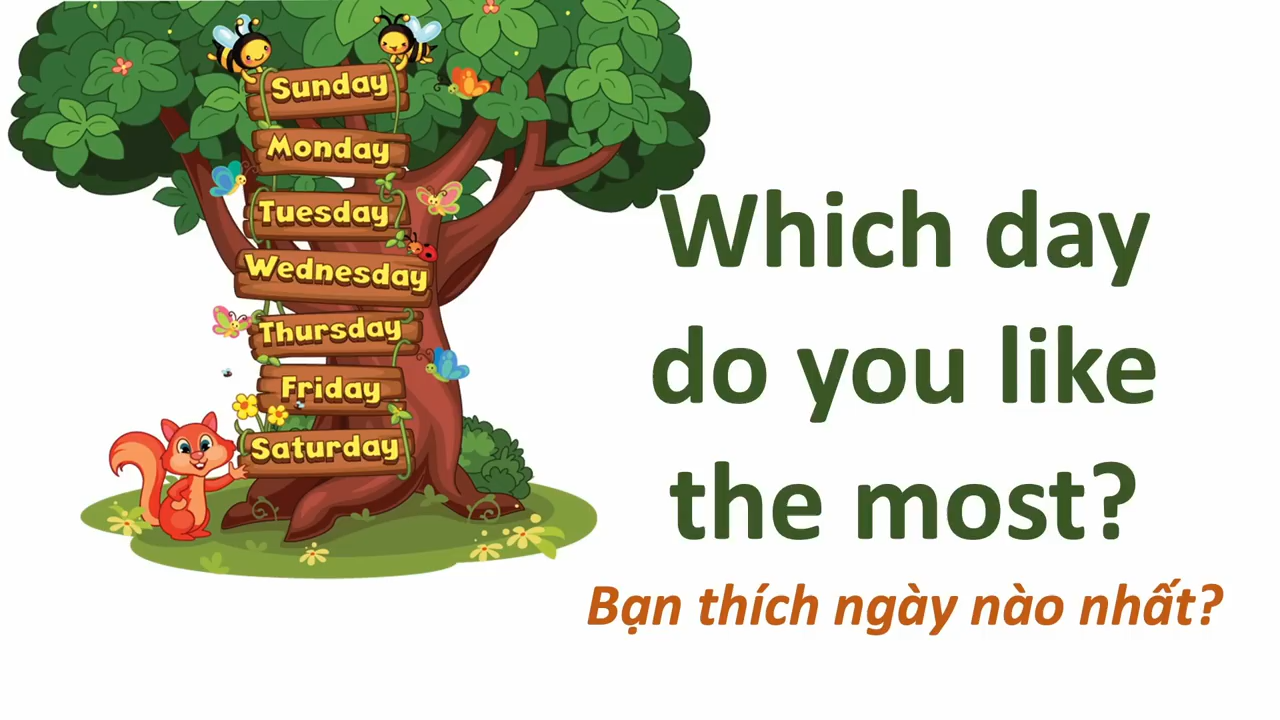 Sunday
Monday
Tuesday
Wednesday
Thursday
Friday
Saturday
Which day
do you like
the most?
Bạn thích ngày nào nhất?